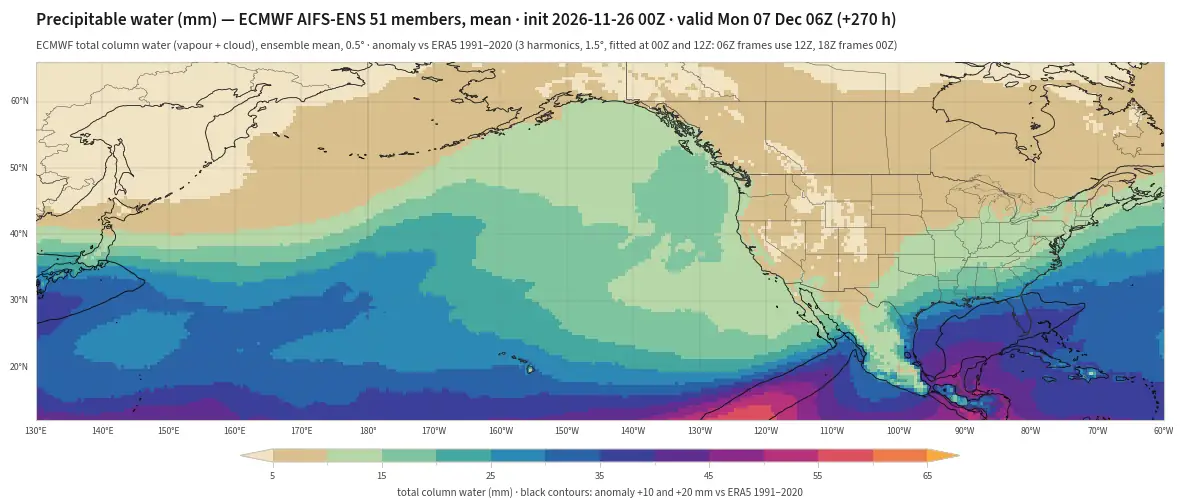 Precipitable water (mm) — ECMWF AIFS-ENS 51 members, mean · init 2026-11-26 00Z · valid Mon 07 Dec 06Z (+270 h)
ECMWF total column water (vapour + cloud), ensemble mean, 0.5° · anomaly vs ERA5 1991–2020 (3 harmonics, 1.5°, fitted at 00Z and 12Z: 06Z frames use 12Z, 18Z frames 00Z)
60°N
50°N
40°N
30°N
20°N
130°E 140°E 150°E 160°E 170°E 180° 170°W 160°W 150°W 140°W 130°W 120°W 110°W 100°W 90°W 80°W 70°W 60°W
5 15 25 35 45 55 65
total column water (mm) · black contours: anomaly +10 and +20 mm vs ERA5 1991–2020